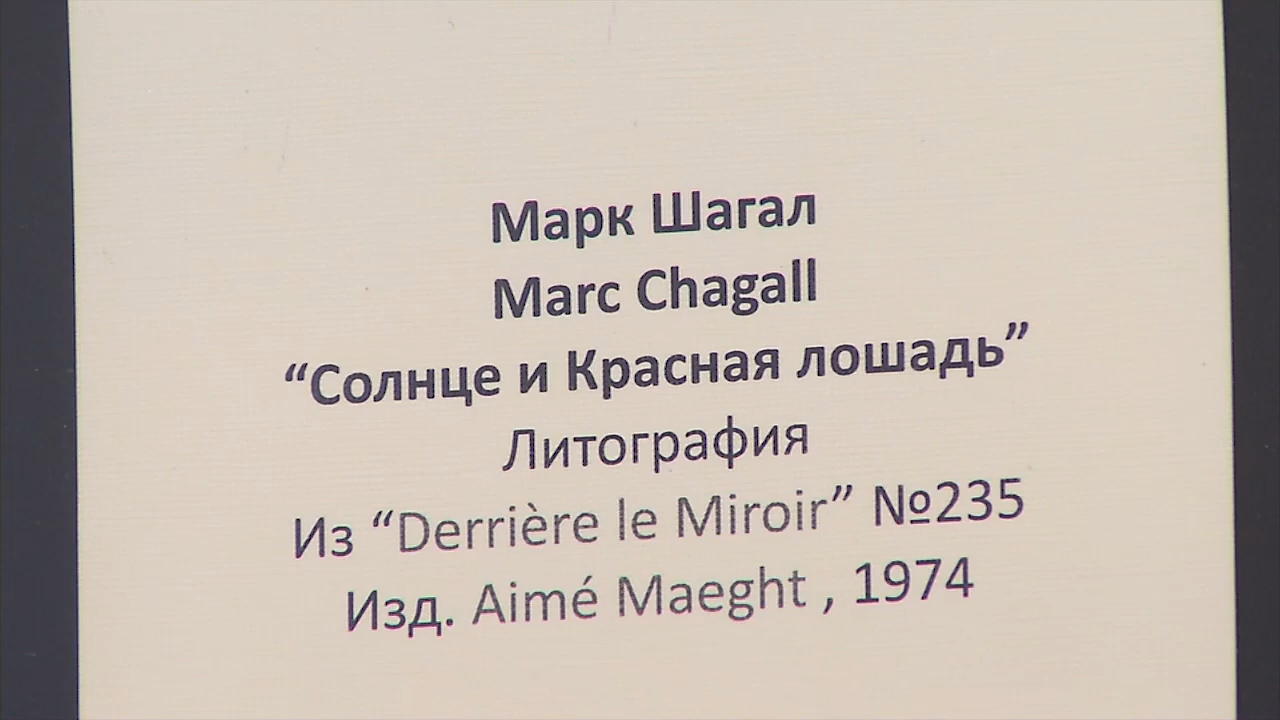 Марк Шагал
Marc Chagall
“Солнце и Красная лошадь”
Литография
Из “Derrière le Miroir” №235
Изд. Aimé Maeght , 1974